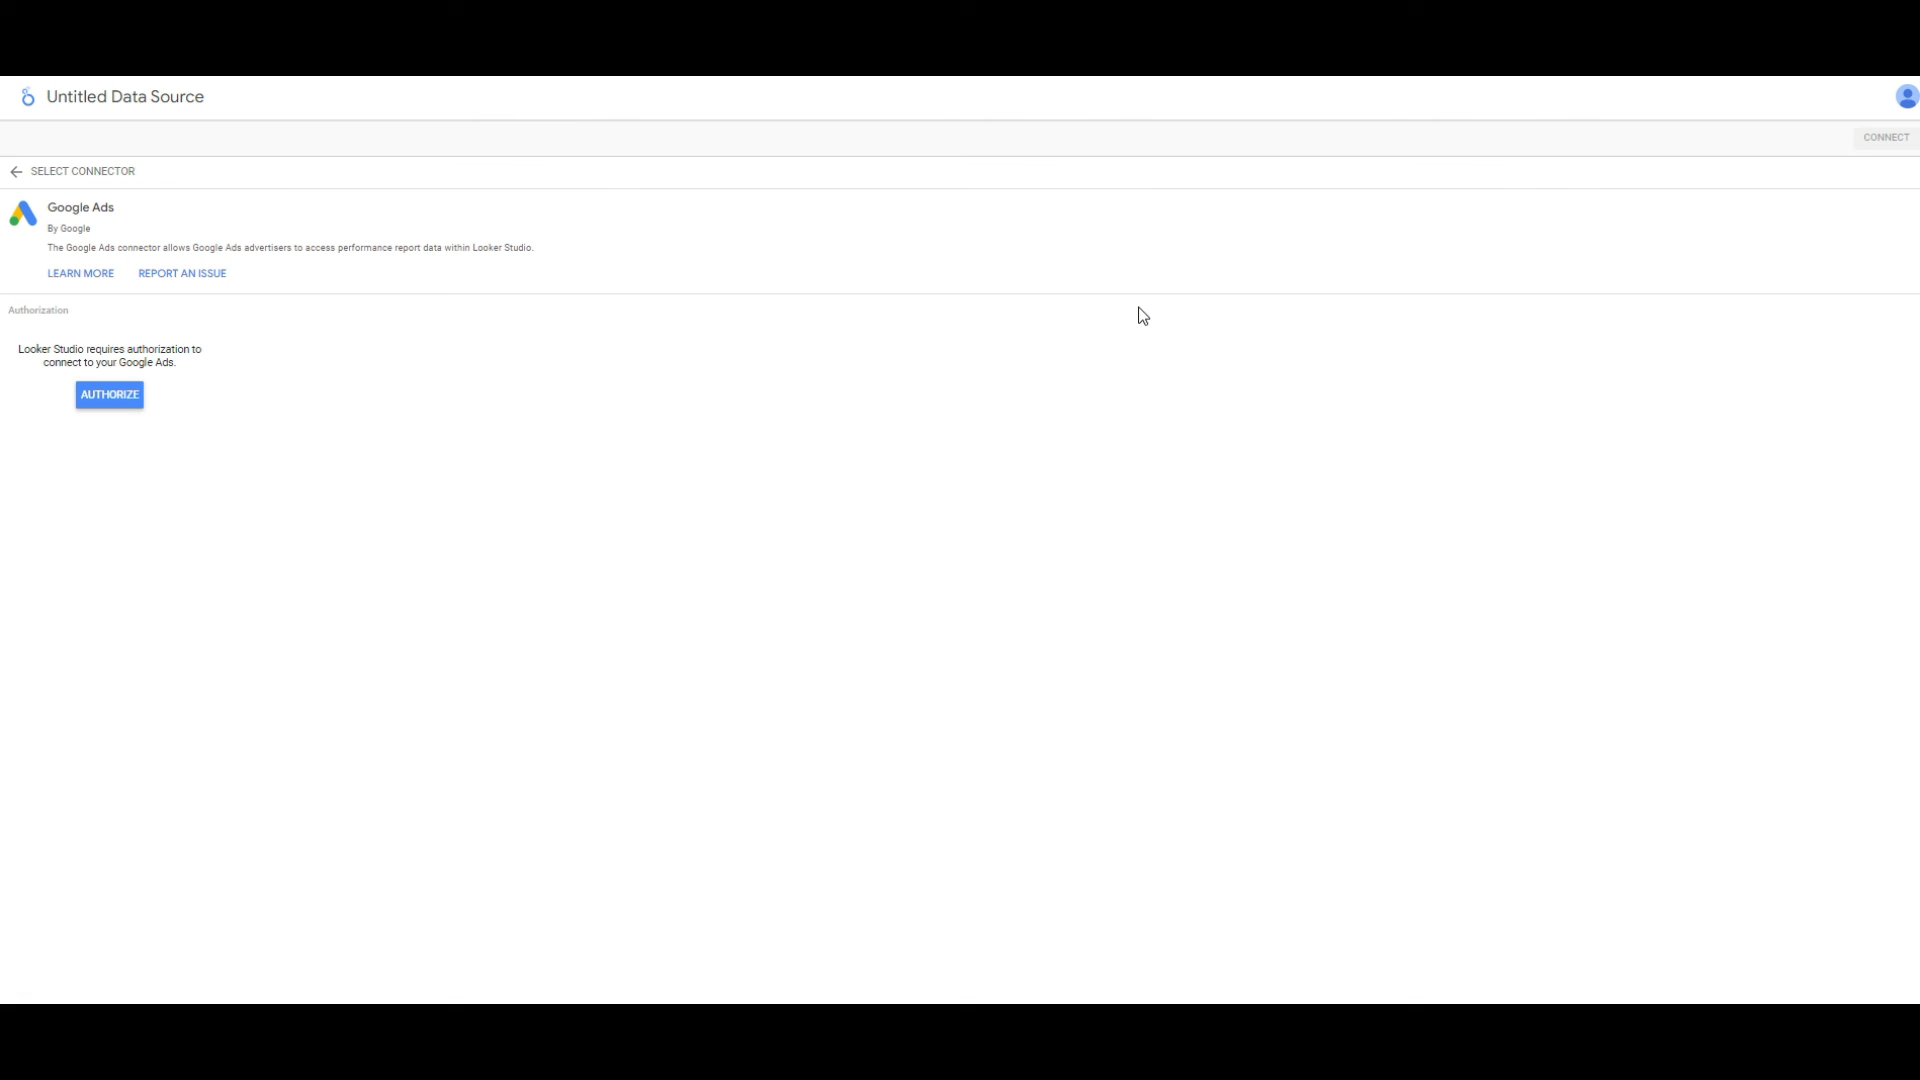 Untitled Data Source
CONNECT
SELECT CONNECTOR
Google Ads
By Google
The Google Ads connector allows Google Ads advertisers to access performance report data within Looker Studio.
LEARN MORE REPORT AN ISSUE
Authorization
Looker Studio requires authorization to
connect to your Google Ads.
AUTHORIZE